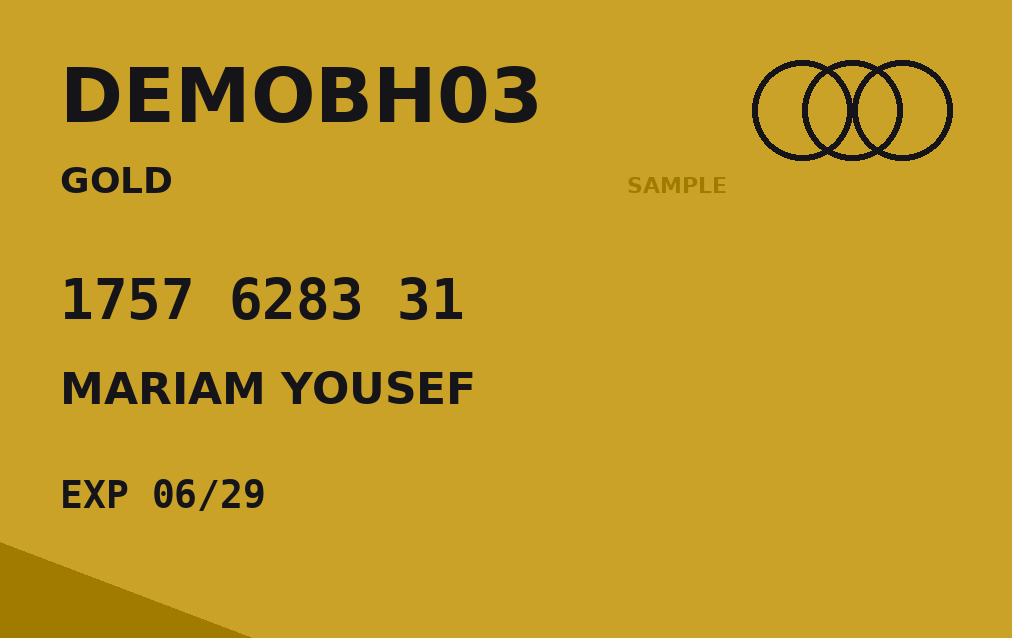 DEMOBH03
GOLD
SAMPLE
1757 6283 31
MARIAM YOUSEF
EXP 06/29